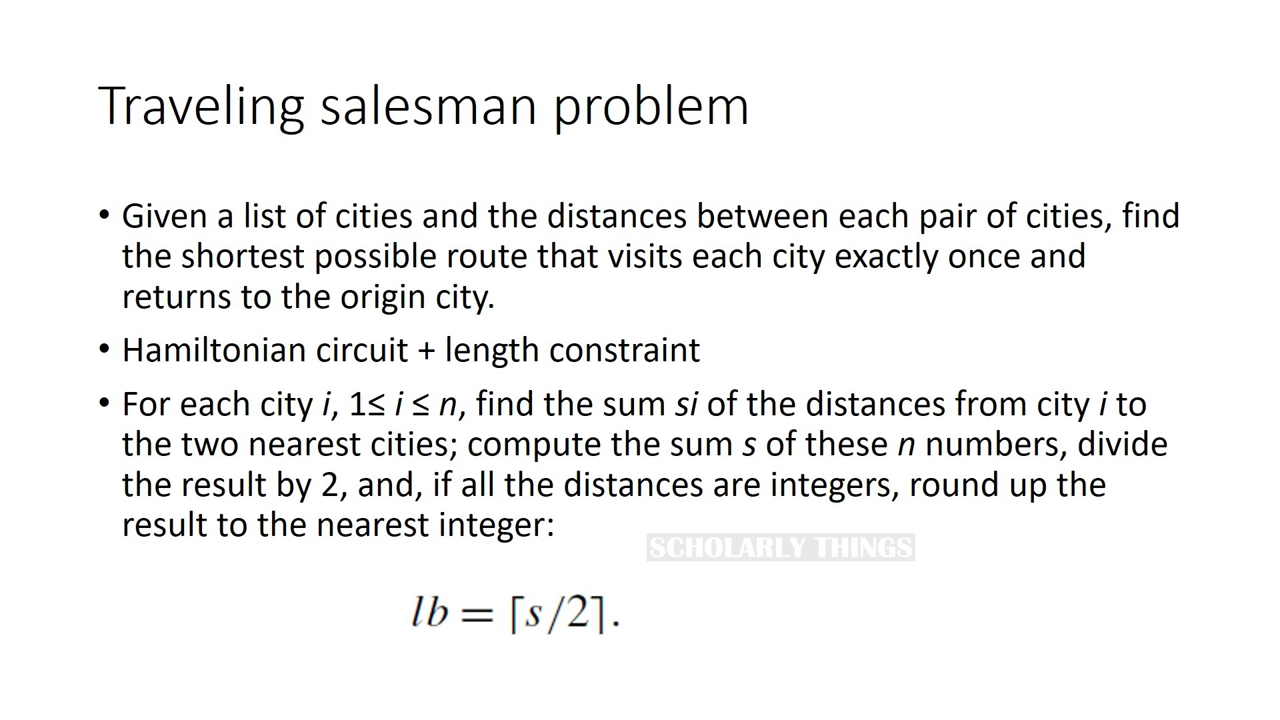 Traveling salesman problem
• Given a list of cities and the distances between each pair of cities, find
the shortest possible route that visits each city exactly once and
returns to the origin city.
• Hamiltonian circuit + length constraint
• For each city i, 1≤ i ≤ n, find the sum si of the distances from city i to
the two nearest cities; compute the sum s of these n numbers, divide
the result by 2, and, if all the distances are integers, round up the
result to the nearest integer:
SCHOLARLY THINGS
lb = ⌈s/2⌉.